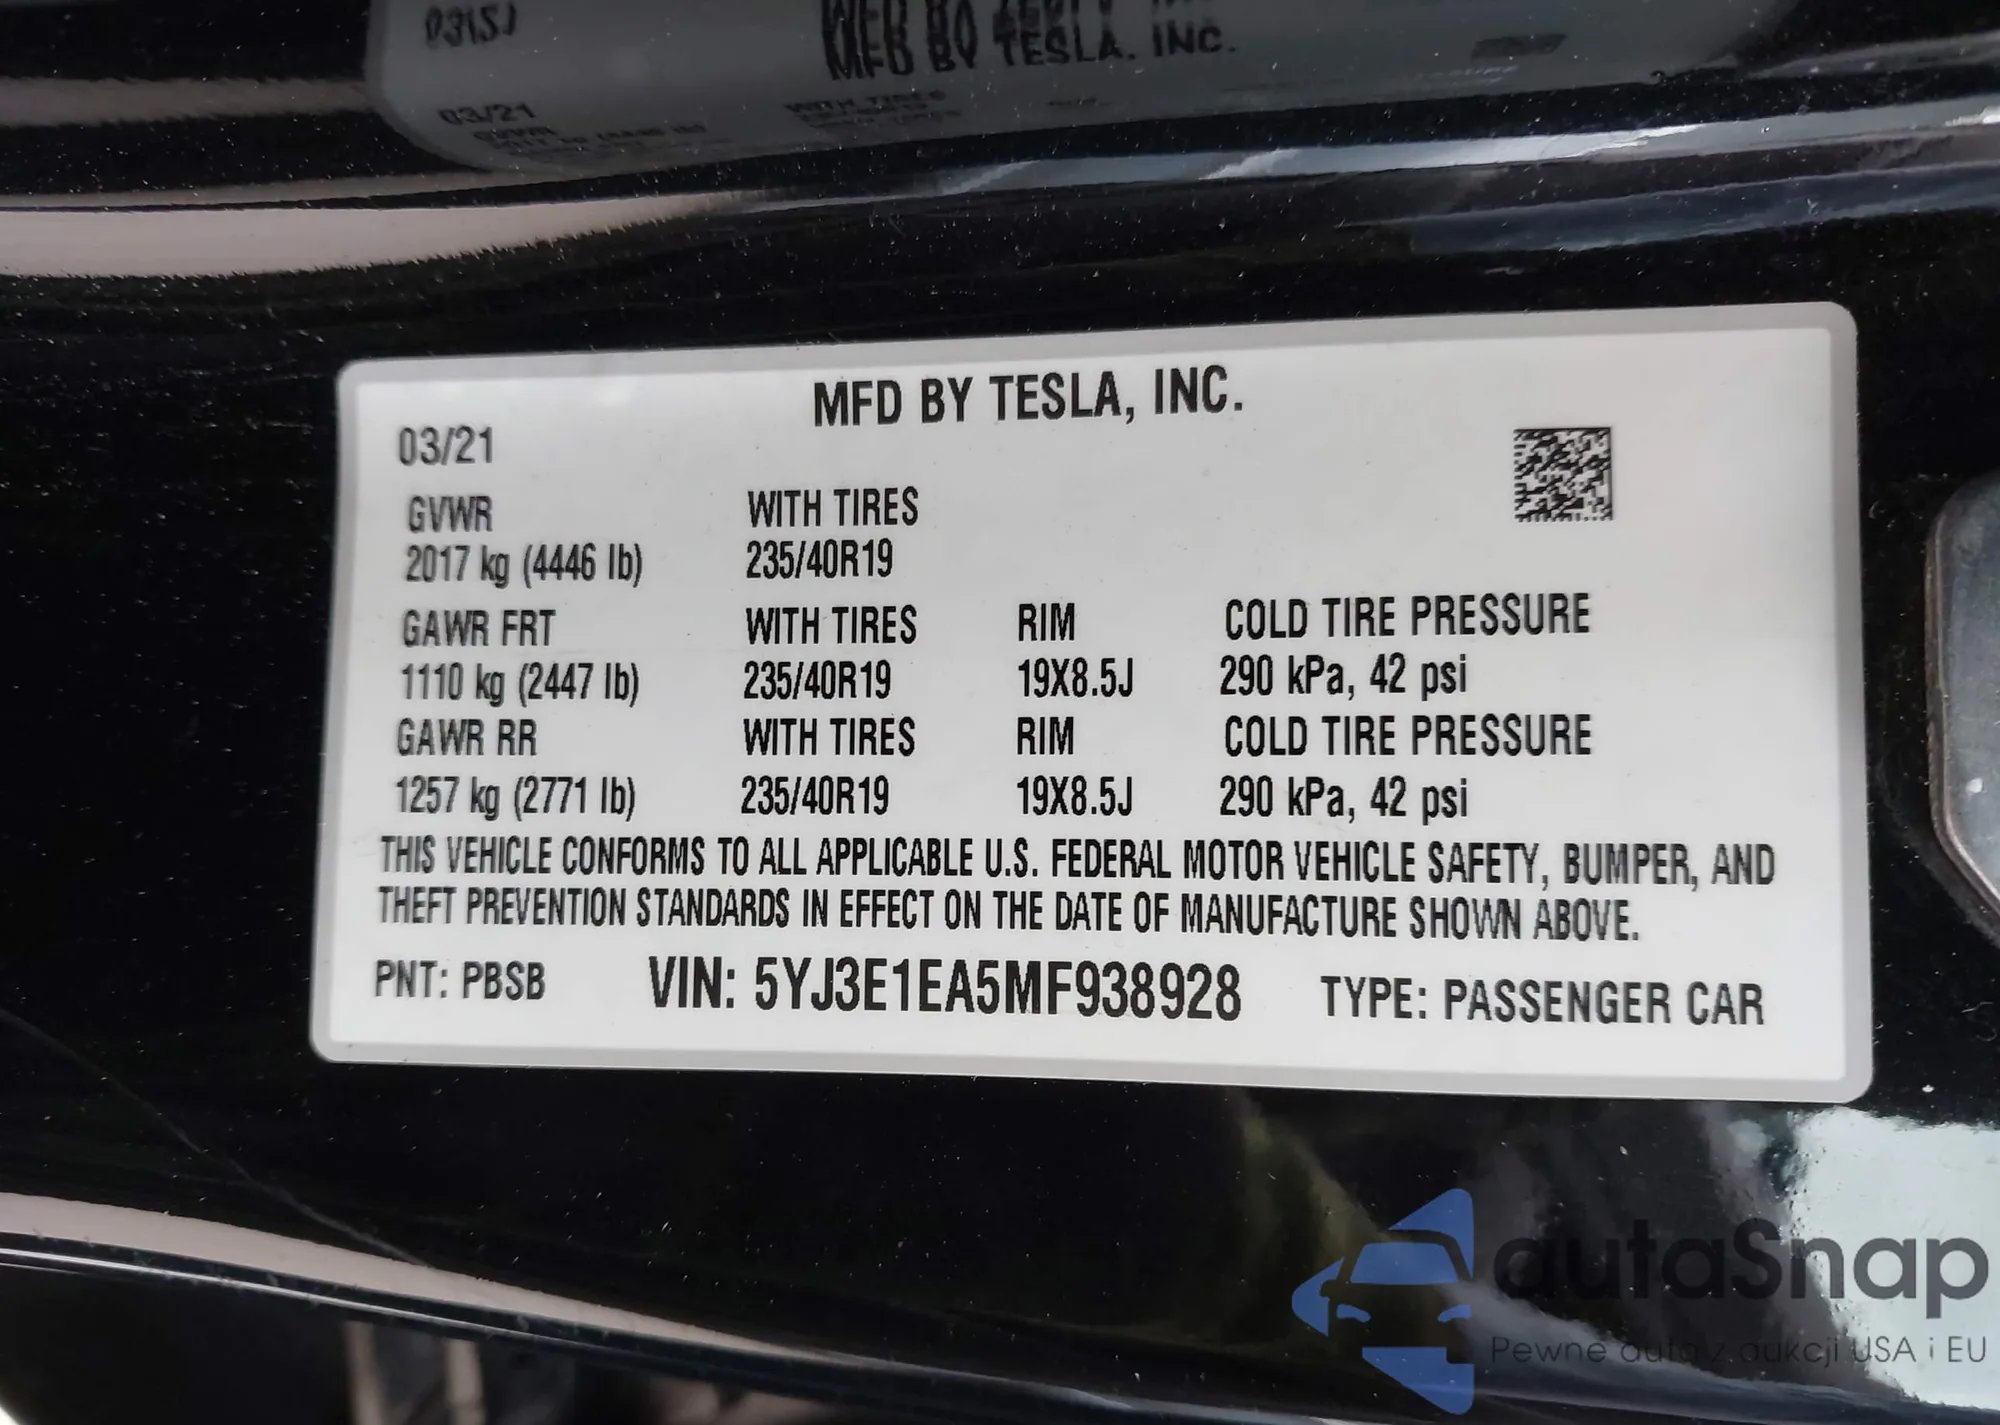 MFD BY TESLA, INC.
03/21
MFD BY TESLA, INC.
03/21
GVWR WITH TIRES
2017 kg (4446 lb) 235/40R19
GAWR FRT WITH TIRES RIM COLD TIRE PRESSURE
1110 kg (2447 lb) 235/40R19 19X8.5J 290 kPa, 42 psi
GAWR RR WITH TIRES RIM COLD TIRE PRESSURE
1257 kg (2771 lb) 235/40R19 19X8.5J 290 kPa, 42 psi
THIS VEHICLE CONFORMS TO ALL APPLICABLE U.S. FEDERAL MOTOR VEHICLE SAFETY, BUMPER, AND
THEFT PREVENTION STANDARDS IN EFFECT ON THE DATE OF MANUFACTURE SHOWN ABOVE.
PNT: PBSB VIN: 5YJ3E1EA5MF938928 TYPE: PASSENGER CAR
autaSnap
Pewne auta z aukcji USA i EU